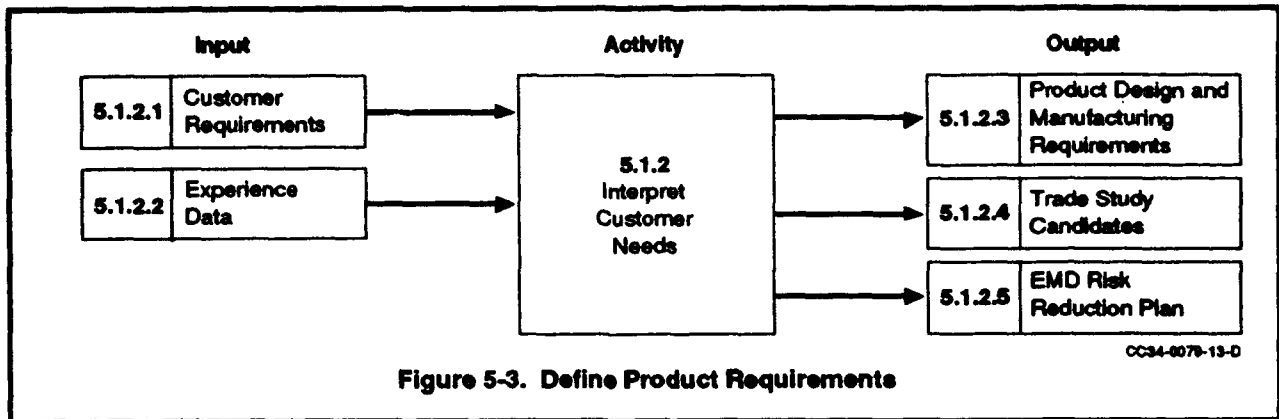 Input
Activity
Output
5.1.2.1
Customer
Requirements
5.1.2.2
Experience
Data
5.1.2
Interpret
Customer
Needs
5.1.2.3
Product Design and
Manufacturing
Requirements
5.1.2.4
Trade Study
Candidates
5.1.2.5
EMD Risk
Reduction Plan
CC34-6079-13-D
Figure 5-3. Define Product Requirements